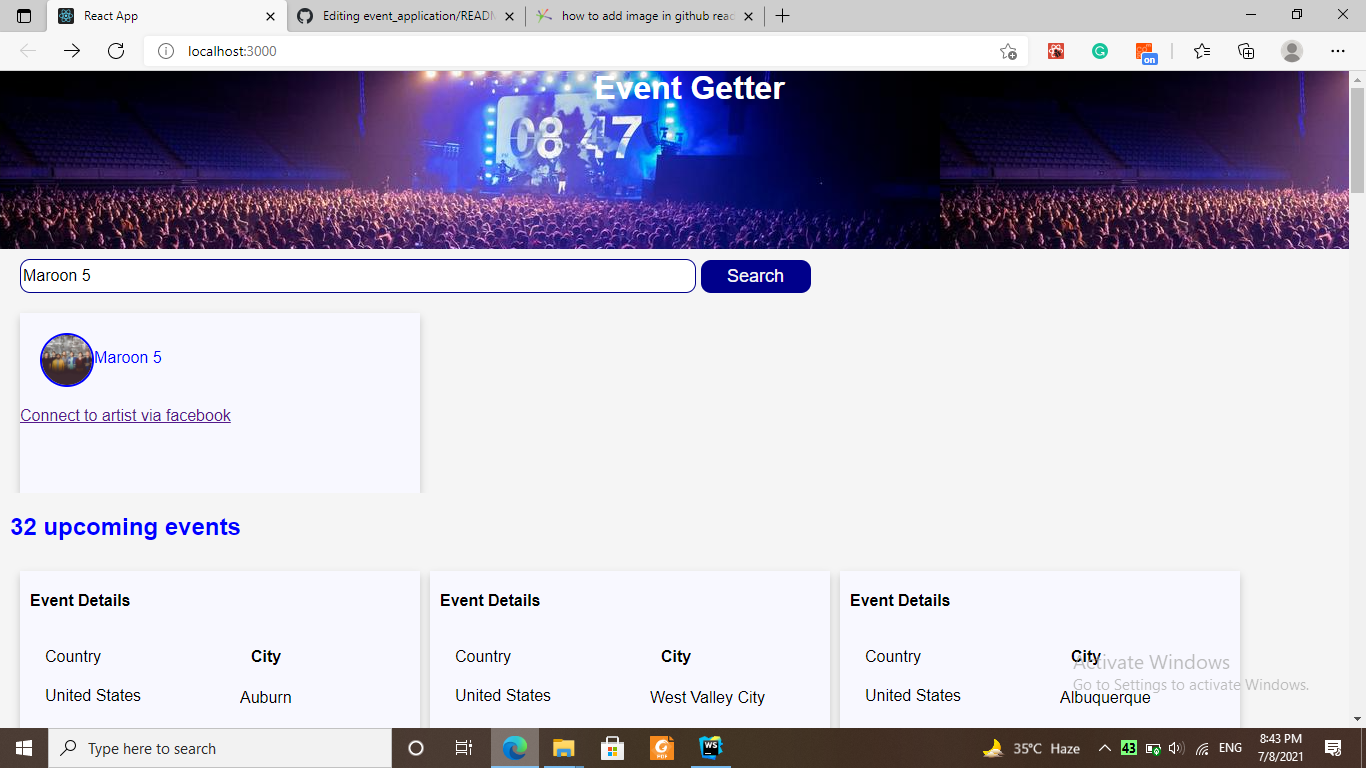 React App
Editing event_application/READM
how to add image in github read
localhost:3000
on
Event Getter
08 47
Maroon 5
Search
Maroon 5
Connect to artist via facebook
32 upcoming events
Event Details
Country City
United States Auburn
Event Details
Country City
United States West Valley City
Event Details
Country City
United States Albuquerque
Activate Windows
Go to Settings to activate Windows.
Type here to search
PDF
WS
35°C Haze
43
ENG
8:43 PM
7/8/2021